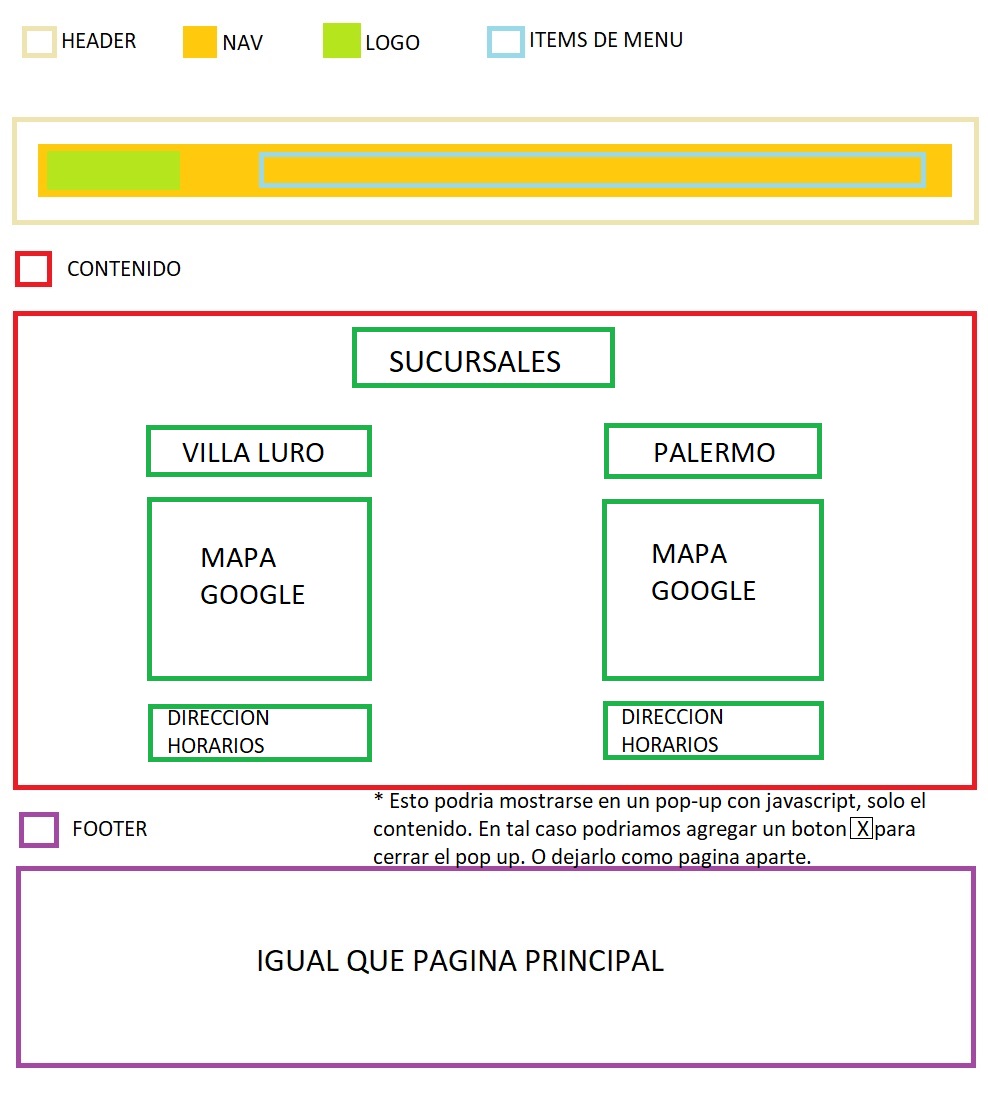 HEADER
NAV
LOGO
ITEMS DE MENU
CONTENIDO
SUCURSALES
VILLA LURO
PALERMO
MAPA
GOOGLE
MAPA
GOOGLE
DIRECCION
HORARIOS
DIRECCION
HORARIOS
* Esto podria mostrarse en un pop-up con javascript, solo el
contenido. En tal caso podriamos agregar un boton X para
cerrar el pop up. O dejarlo como pagina aparte.
FOOTER
IGUAL QUE PAGINA PRINCIPAL